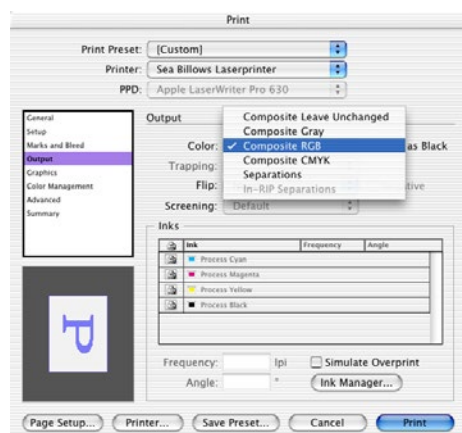 Print
Print Preset: [Custom]
Printer: Sea Billows Laserprinter
PPD: Apple LaserWriter Pro 630
General
Setup
Marks and Bleed
Output
Graphics
Color Management
Advanced
Summary
Output
Composite Leave Unchanged
Composite Gray
Color: ✓ Composite RGB as Black
Composite CMYK
Separations
In-RIP Separations
Trapping:
Flip:
Screening: Default
Inks
Ink Frequency Angle
Process Cyan
Process Magenta
Process Yellow
Process Black
P
Frequency: lpi Simulate Overprint
Angle: ° Ink Manager...
Page Setup... Printer... Save Preset... Cancel Print